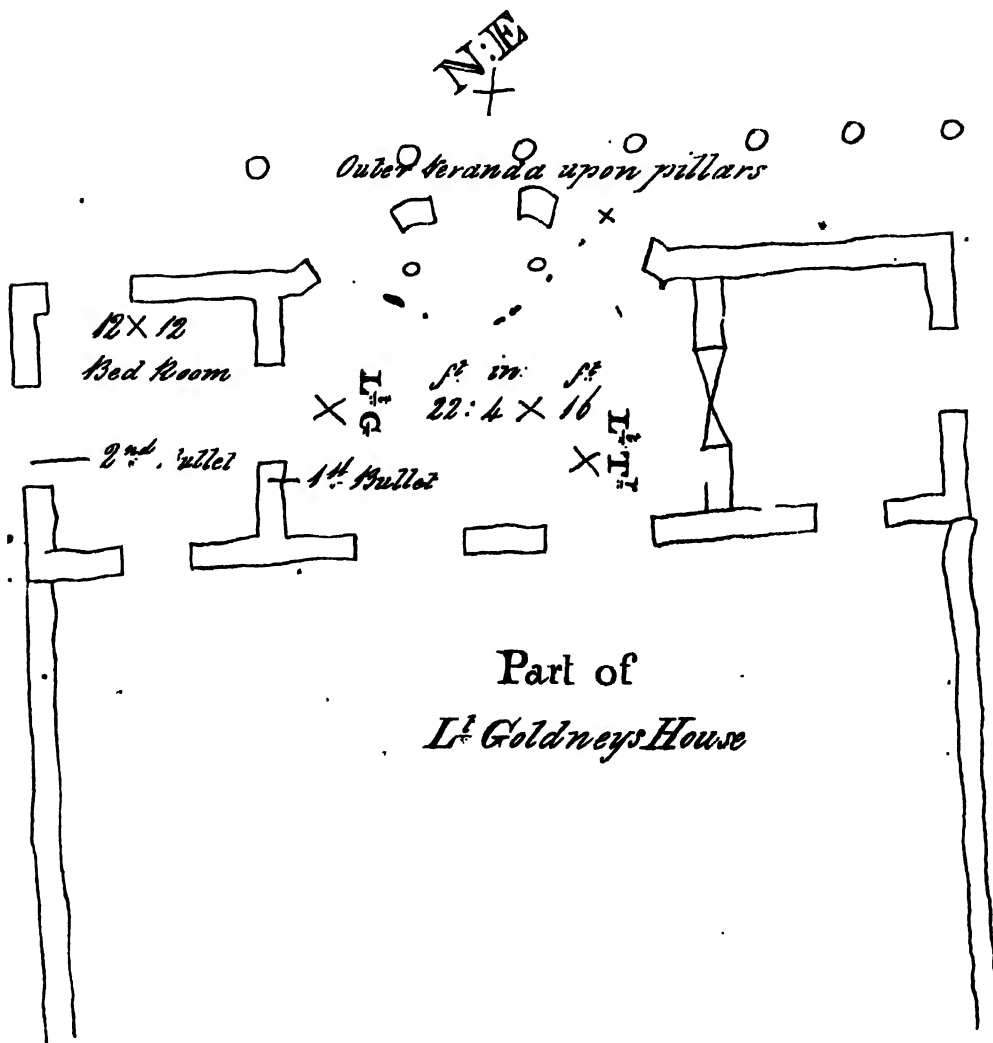 N:E
Outer Veranda upon pillars
12 × 12
Bed Room
Lt G
ft in: ft
22:4 × 16
Lt Tr
2nd
1st Bullet
Part of
Lt Goldneys House